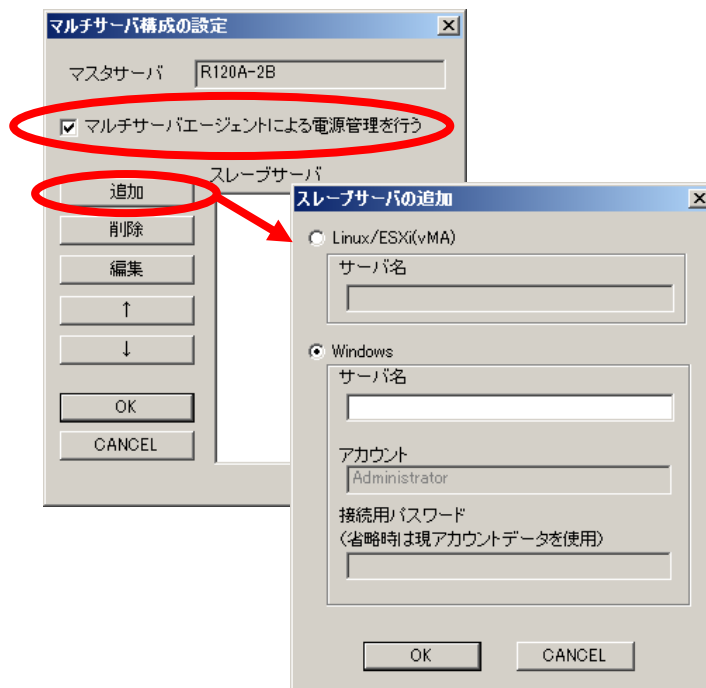 マルチサーバ構成の設定
マスタサーバ
R120A-2B
マルチサーバエージェントによる電源管理を行う
スレーブサーバ
追加
削除
編集
↑
↓
OK
CANCEL
スレーブサーバの追加
Linux/ESXi(vMA)
サーバ名
Windows
サーバ名
アカウント
Administrator
接続用パスワード
(省略時は現アカウントデータを使用)
OK
CANCEL